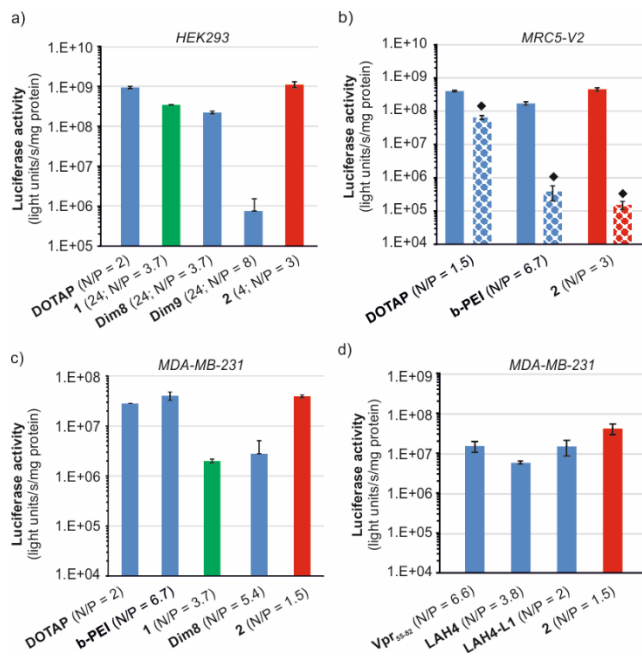 a)
HEK293
Luciferase activity
(light units/s/mg protein)
1.E+10
1.E+09
1.E+08
1.E+07
1.E+06
1.E+05
DOTAP (N/P = 2)
1 (24; N/P = 3.7)
Dim8 (24; N/P = 3.7)
Dim9 (24; N/P = 8)
2 (4; N/P = 3)
b)
MRC5-V2
Luciferase activity
(light units/s/mg protein)
1.E+10
1.E+09
1.E+08
1.E+07
1.E+06
1.E+05
1.E+04
DOTAP (N/P = 1.5)
b-PEI (N/P = 6.7)
2 (N/P = 3)
c)
MDA-MB-231
Luciferase activity
(light units/s/mg protein)
1.E+08
1.E+07
1.E+06
1.E+05
1.E+04
DOTAP (N/P = 2)
b-PEI (N/P = 6.7)
1 (N/P = 3.7)
Dim8 (N/P = 5.4)
2 (N/P = 1.5)
d)
MDA-MB-231
Luciferase activity
(light units/s/mg protein)
1.E+09
1.E+08
1.E+07
1.E+06
1.E+05
1.E+04
Vpr55-82 (N/P = 6.6)
LAH4 (N/P = 3.8)
LAH4-L1 (N/P = 2)
2 (N/P = 1.5)